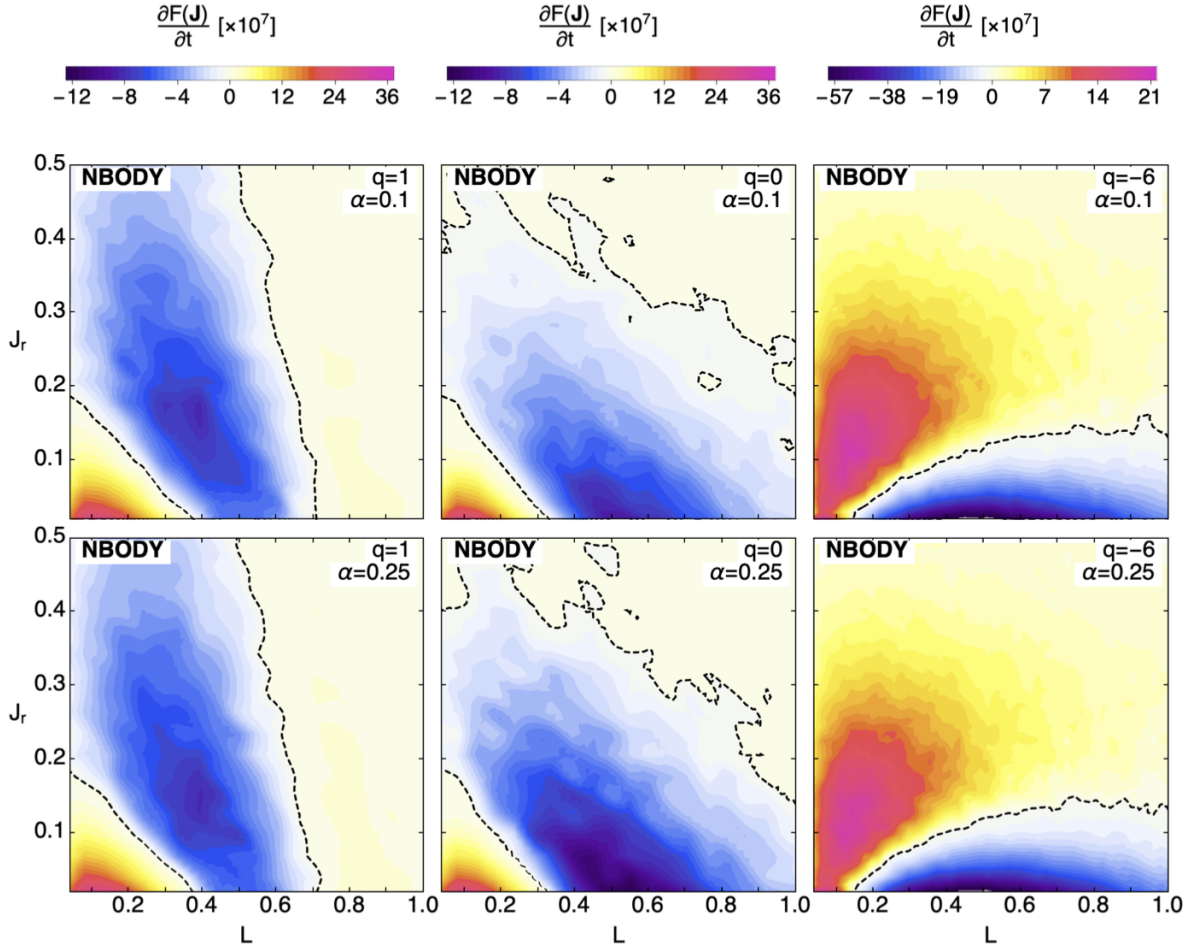 ∂F(J)/∂t [×10⁷] ∂F(J)/∂t [×10⁷] ∂F(J)/∂t [×10⁷]
−12 −8 −4 0 12 24 36 −12 −8 −4 0 12 24 36 −57 −38 −19 0 7 14 21
0.5 NBODY q=1 NBODY q=0 NBODY q=−6
α=0.1 α=0.1 α=0.1
0.4
0.3
Jr
0.2
0.1
0.5 NBODY q=1 NBODY q=0 NBODY q=−6
α=0.25 α=0.25 α=0.25
0.4
0.3
Jr
0.2
0.1
0.2 0.4 0.6 0.8 1.0 0.2 0.4 0.6 0.8 1.0 0.2 0.4 0.6 0.8 1.0
L L L